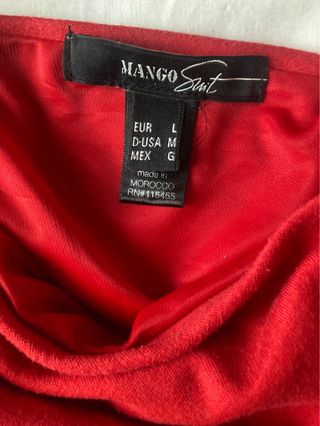 MANGO Suit
EUR L
D-USA M
MEX G
made in
MOROCCO
RN#115455